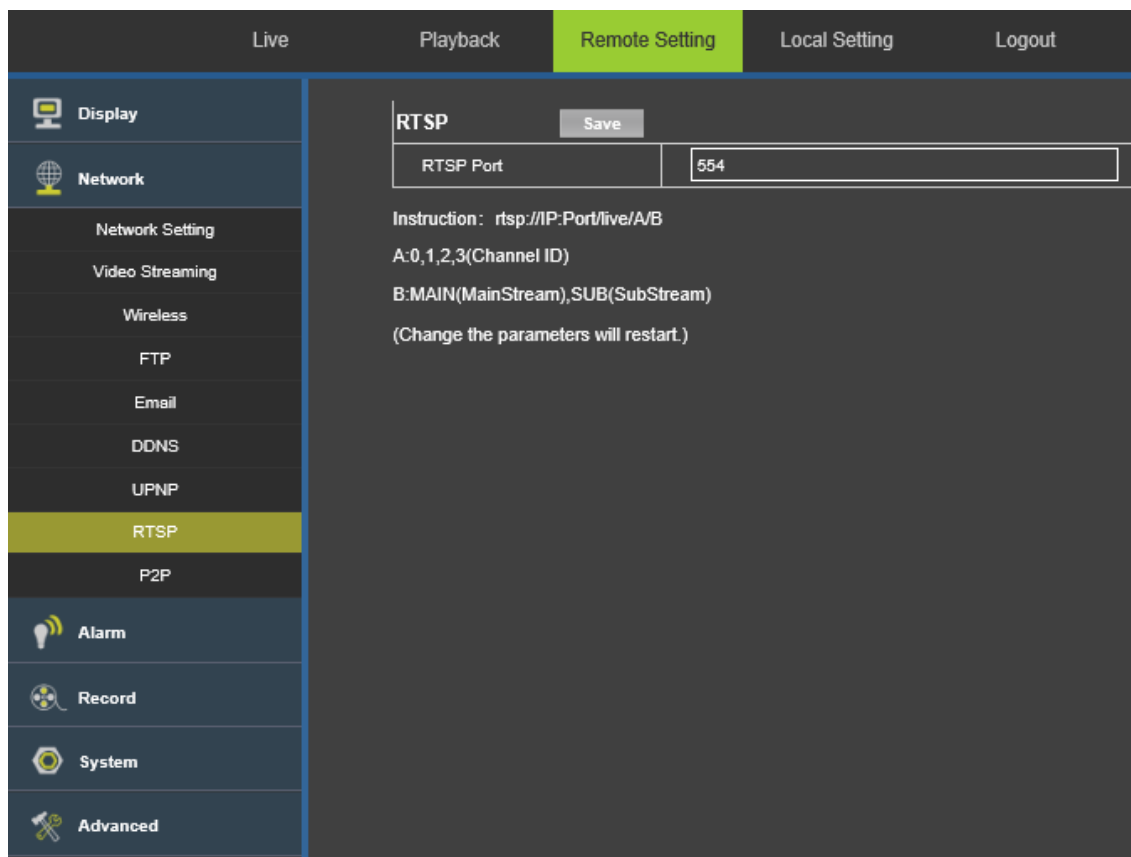 Live Playback Remote Setting Local Setting Logout
Display
Network
Network Setting
Video Streaming
Wireless
FTP
Email
DDNS
UPNP
RTSP
P2P
Alarm
Record
System
Advanced
RTSP Save
RTSP Port 554
Instruction: rtsp://IP:Port/live/A/B
A:0,1,2,3(Channel ID)
B:MAIN(MainStream),SUB(SubStream)
(Change the parameters will restart.)